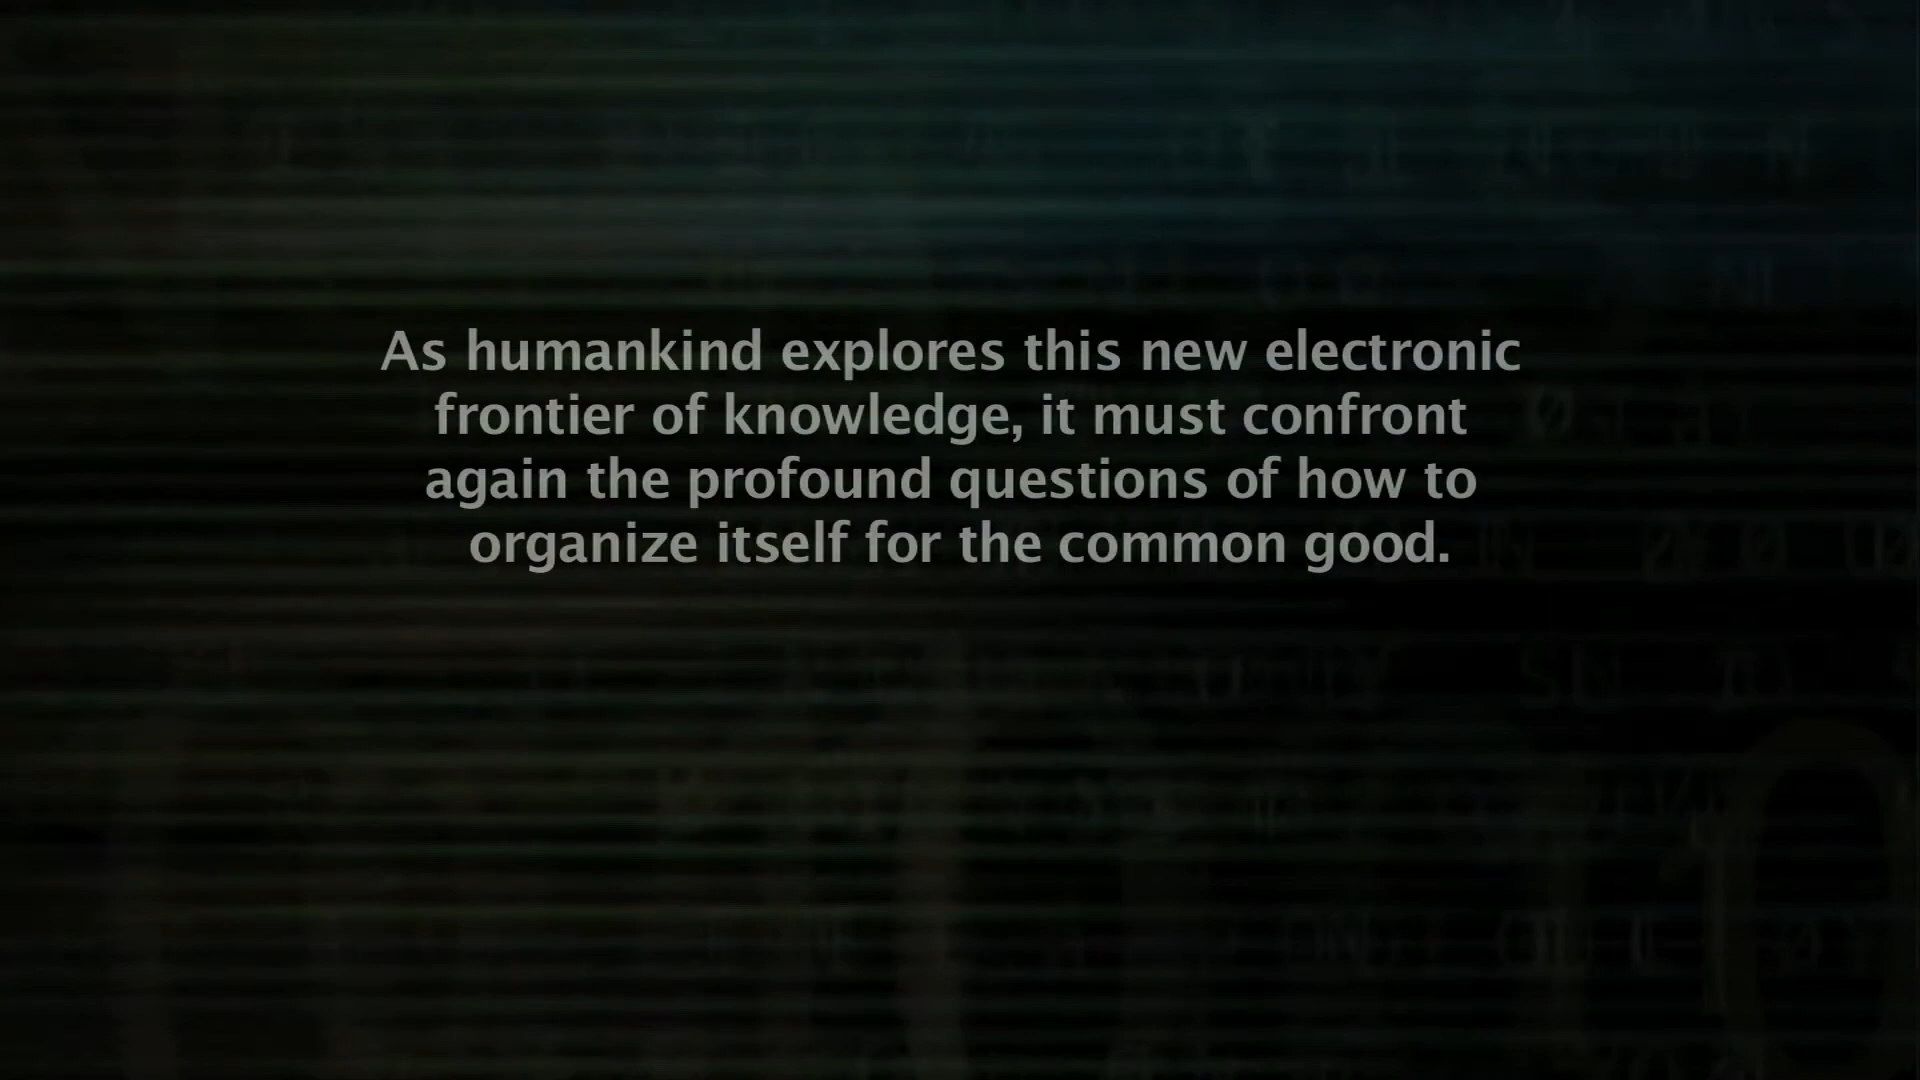 As humankind explores this new electronic
frontier of knowledge, it must confront
again the profound questions of how to
organize itself for the common good.